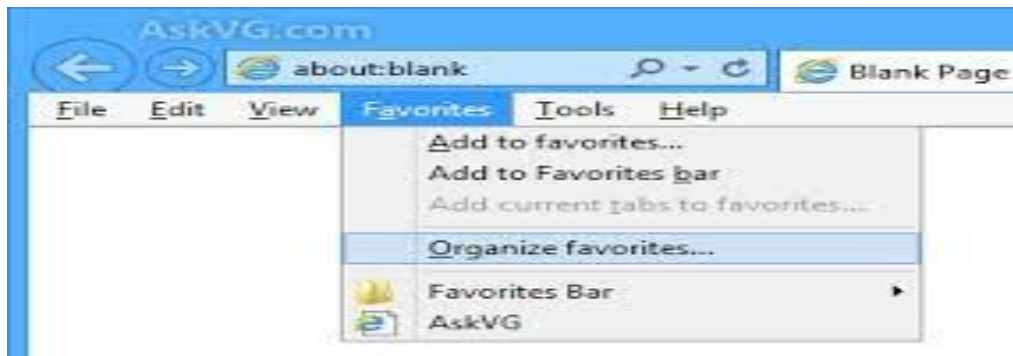 AskVG.com
about:blank Blank Page
File Edit View Favorites Tools Help
Add to favorites...
Add to Favorites bar
Add current tabs to favorites...
Organize favorites...
Favorites Bar
AskVG